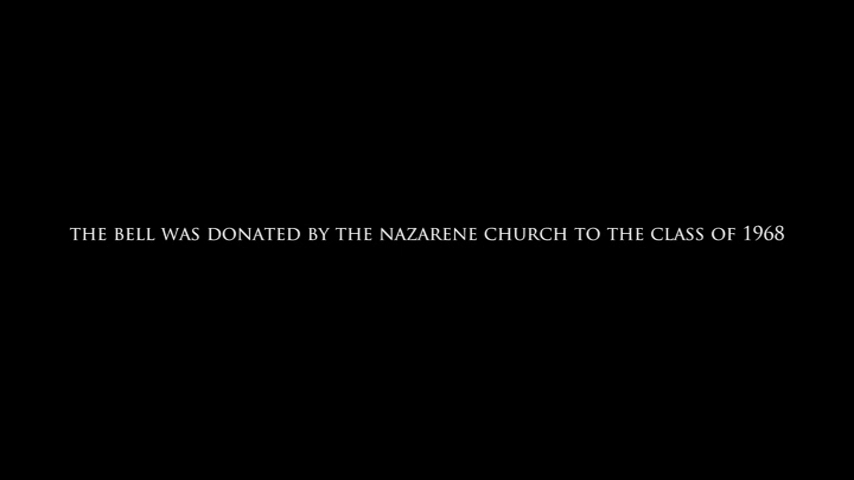 THE BELL WAS DONATED BY THE NAZARENE CHURCH TO THE CLASS OF 1968